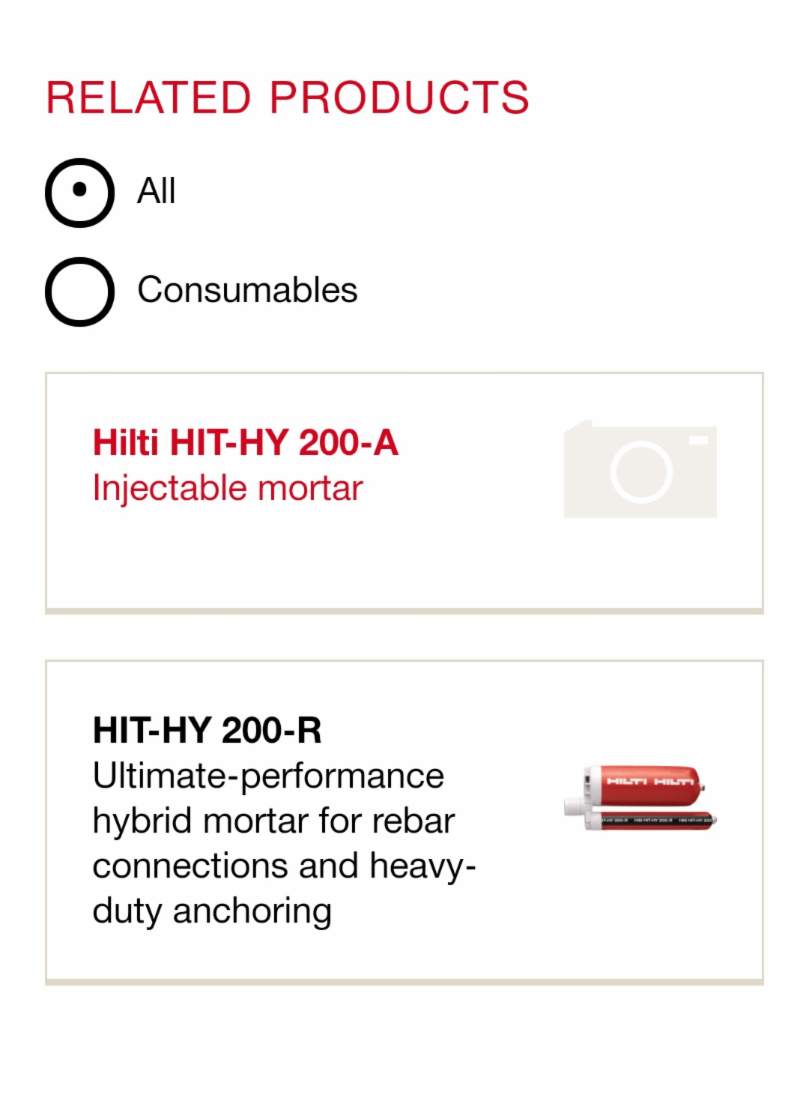 RELATED PRODUCTS
All
Consumables
Hilti HIT-HY 200-A
Injectable mortar
HIT-HY 200-R
Ultimate-performance
hybrid mortar for rebar
connections and heavy-
duty anchoring
HILTI HILTI